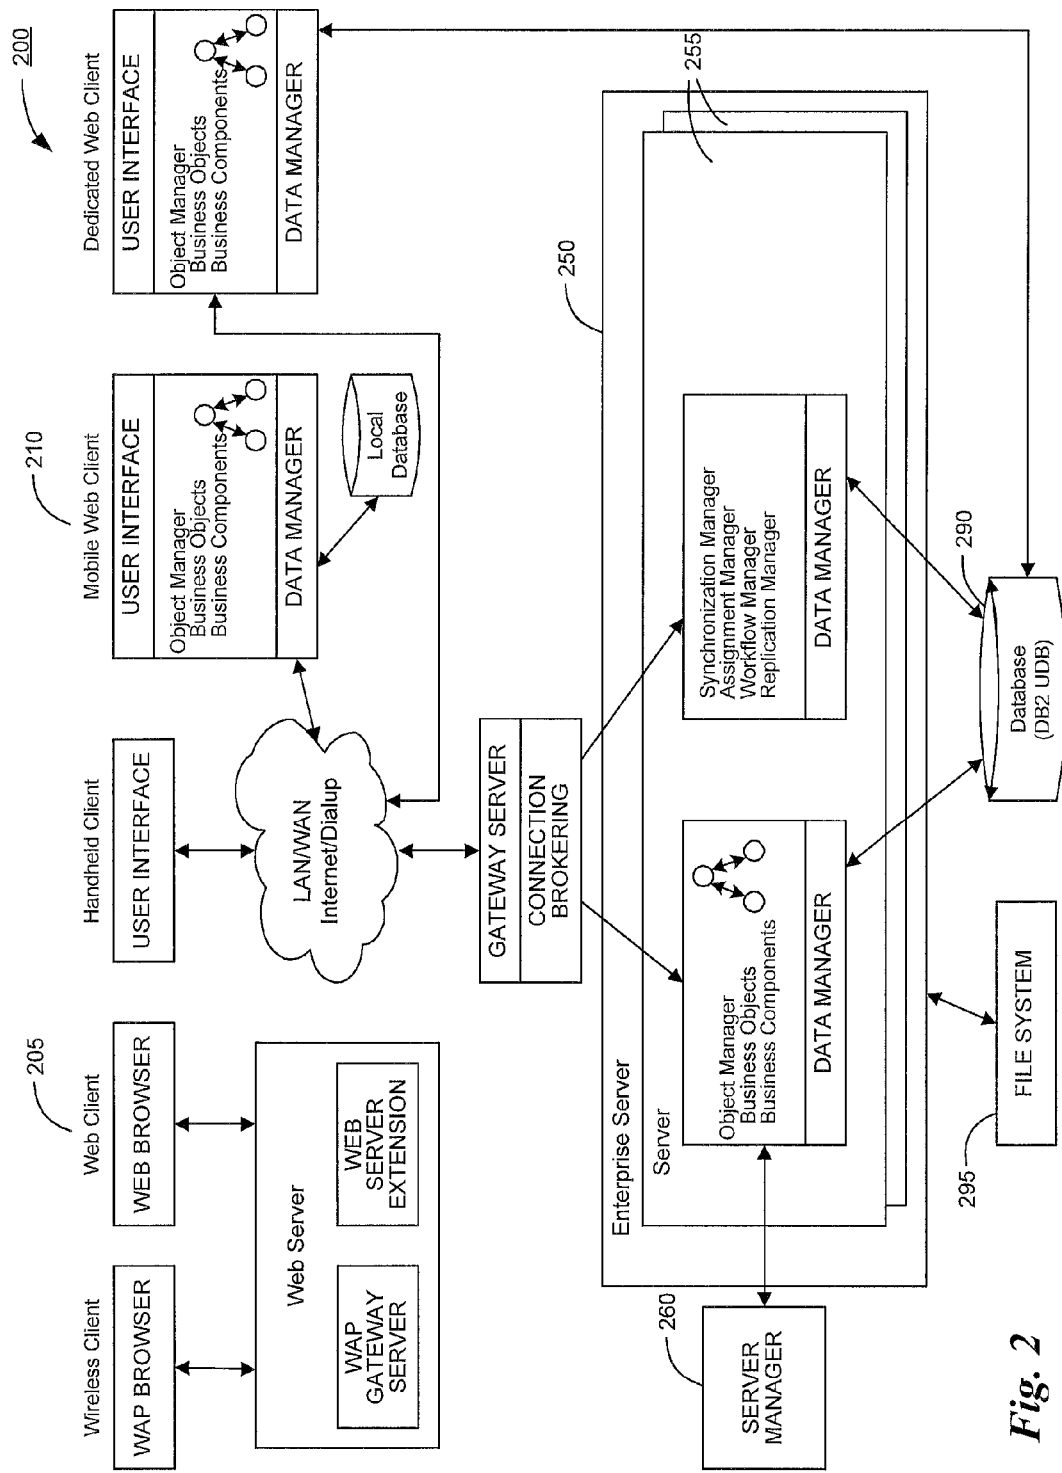 200
Wireless Client
WAP BROWSER
205
Web Client
WEB BROWSER
Handheld Client
USER INTERFACE
210
Mobile Web Client
USER INTERFACE
Object Manager
Business Objects
Business Components
DATA MANAGER
Local
Database
Dedicated Web Client
USER INTERFACE
Object Manager
Business Objects
Business Components
DATA MANAGER
Web Server
WAP
GATEWAY
SERVER
WEB
SERVER
EXTENSION
LAN/WAN
Internet/Dialup
GATEWAY SERVER
CONNECTION
BROKERING
250
255
Enterprise Server
Server
Object Manager
Business Objects
Business Components
DATA MANAGER
Synchronization Manager
Assignment Manager
Workflow Manager
Replication Manager
DATA MANAGER
260
SERVER
MANAGER
295
FILE SYSTEM
290
Database
(DB2 UDB)
Fig. 2